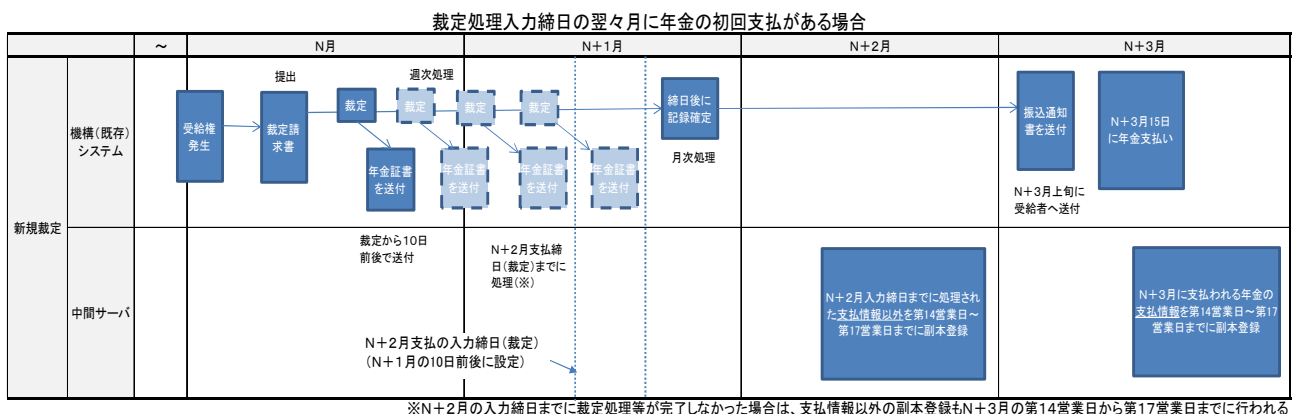 裁定処理入力締日の翌々月に年金の初回支払がある場合
～
N月
N＋1月
N＋2月
N＋3月
新規裁定
機構（既存）
システム
受給権
発生
提出
裁定請
求書
週次処理
裁定
裁定
裁定
裁定
年金証書
を送付
年金証書
を送付
年金証書
を送付
年金証書
を送付
締日後に
記録確定
月次処理
振込通知
書を送付
N＋3月15日
に年金支払い
N＋3月上旬に
受給者へ送付
中間サーバ
裁定から10日
前後で送付
N＋2月支払締
日（裁定）までに
処理（※）
N＋2月支払の入力締日（裁定）
（N＋1月の10日前後に設定）
N＋2月入力締日までに処理され
た支払情報以外を第14営業日～
第17営業日までに副本登録
N＋3月に支払われる年金の
支払情報を第14営業日～第17
営業日までに副本登録
※N＋2月の入力締日までに裁定処理等が完了しなかった場合は、支払情報以外の副本登録もN＋3月の第14営業日から第17営業日までに行われる